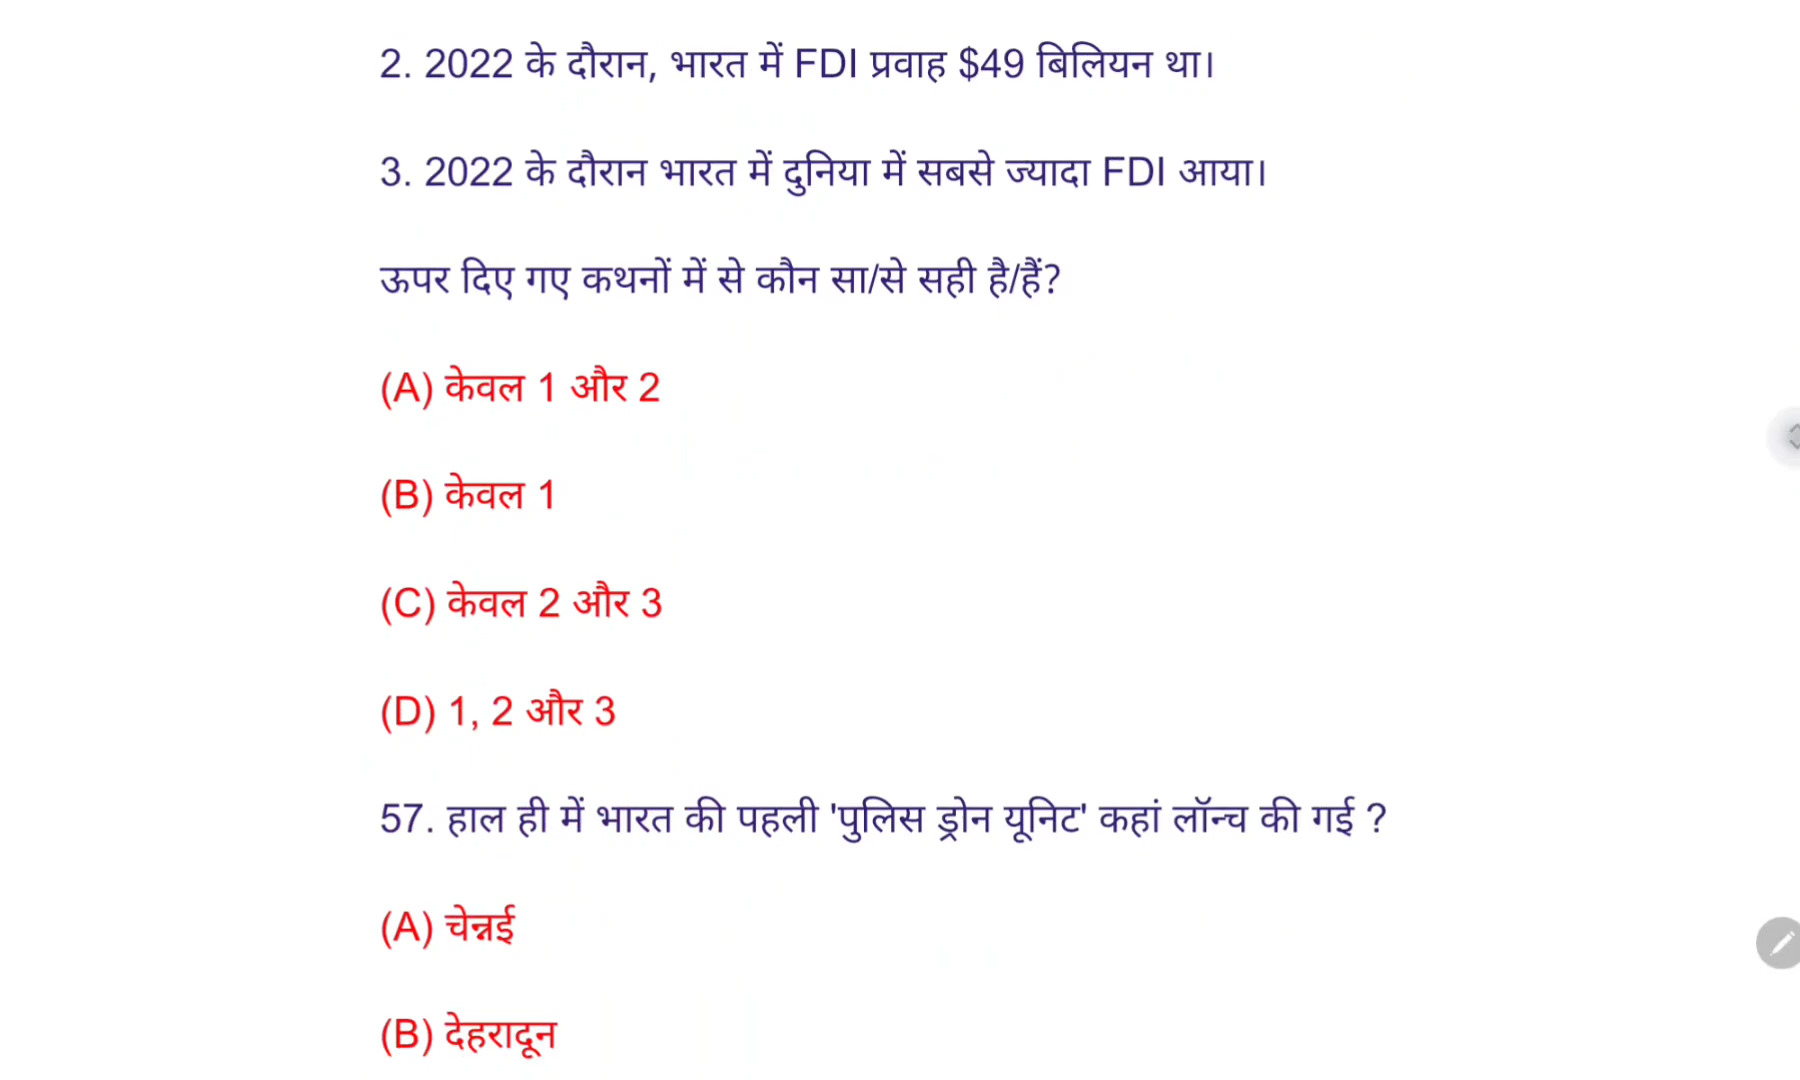 2. 2022 के दौरान, भारत में FDI प्रवाह $49 बिलियन था।
3. 2022 के दौरान भारत में दुनिया में सबसे ज्यादा FDI आया।
ऊपर दिए गए कथनों में से कौन सा/से सही है/हैं?
(A) केवल 1 और 2
(B) केवल 1
(C) केवल 2 और 3
(D) 1, 2 और 3
57. हाल ही में भारत की पहली 'पुलिस ड्रोन यूनिट' कहां लॉन्च की गई ?
(A) चेन्नई
(B) देहरादून